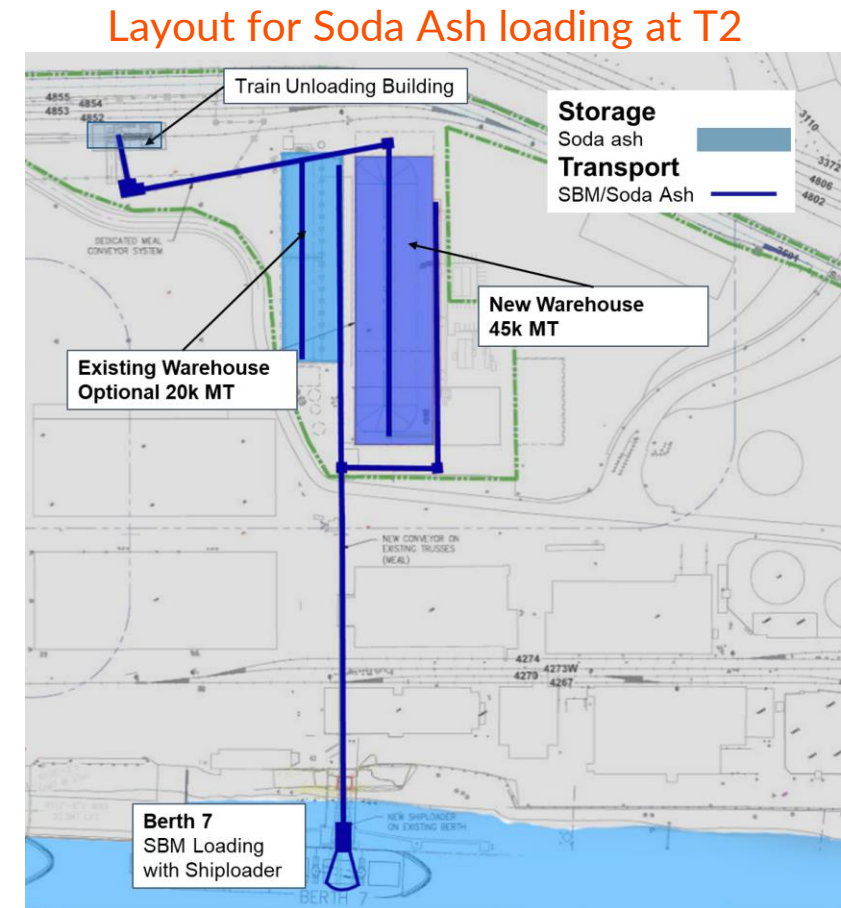 Layout for Soda Ash loading at T2
Train Unloading Building
4855
4854
4853
4852
Storage
Soda ash
Transport
SBM/Soda Ash
3110
3372
4806
4802
3501
DEDICATED MEAL
CONVEYOR SYSTEM
New Warehouse
45k MT
Existing Warehouse
Optional 20k MT
NEW CONVEYOR ON
EXISTING TRUSSES
(MEAL)
4274
4273W
4270
4267
Berth 7
SBM Loading
with Shiploader
NEW SHIPLOADER
ON EXISTING BERTH
BERTH 7